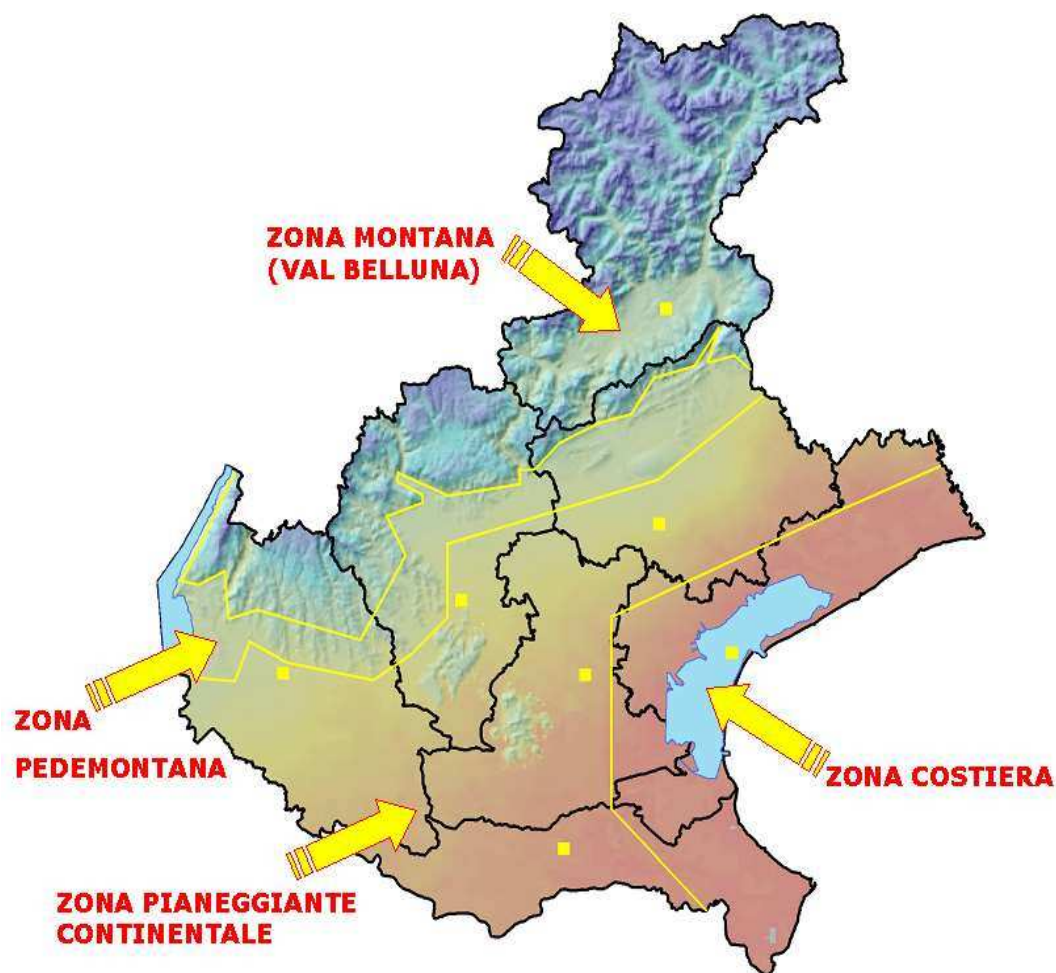 ZONA MONTANA
(VAL BELLUNA)
ZONA
PEDEMONTANA
ZONA COSTIERA
ZONA PIANEGGIANTE
CONTINENTALE